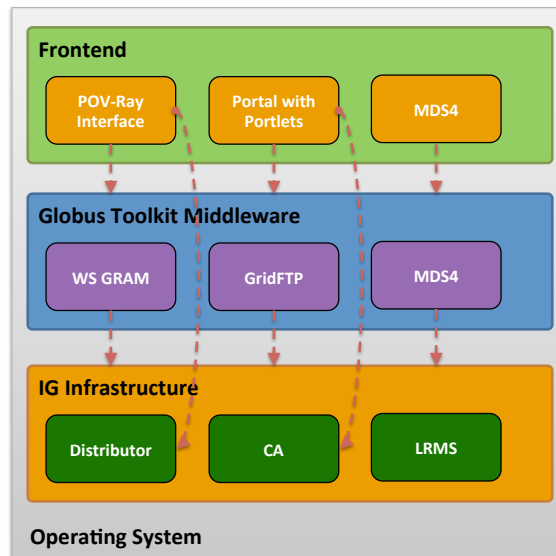 Frontend
POV-Ray
Interface
Portal with
Portlets
MDS4
Globus Toolkit Middleware
WS GRAM
GridFTP
MDS4
IG Infrastructure
Distributor
CA
LRMS
Operating System